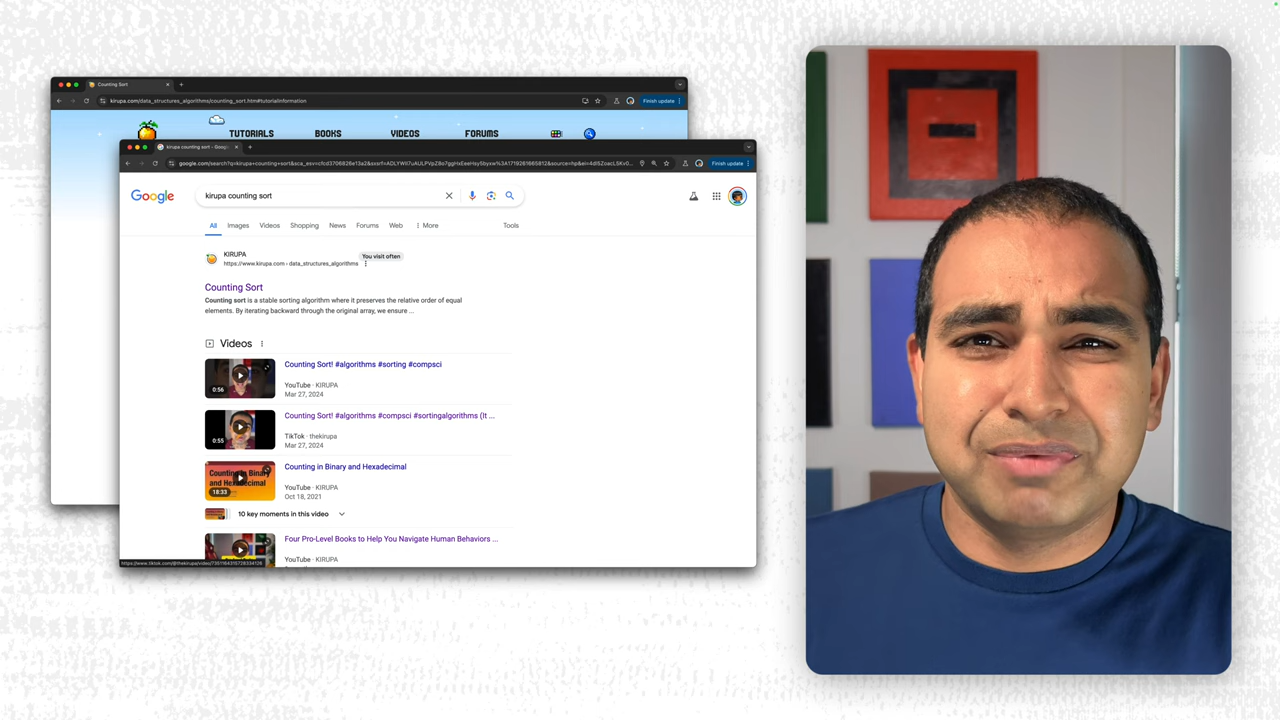 Counting Sort
kirupa.com/data_structures_algorithms/counting_sort.htm#tutorialInformation
Finish update
TUTORIALS
BOOKS
VIDEOS
FORUMS
kirupa counting sort - Goog
Finish update
Google
kirupa counting sort
All Images Videos Shopping News Forums Web More Tools
KIRUPA
https://www.kirupa.com › data_structures_algorithms
You visit often
Counting Sort
Counting sort is a stable sorting algorithm where it preserves the relative order of equal
elements. By iterating backward through the original array, we ensure ...
Videos
Counting Sort! #algorithms #sorting #compsci
0:56
YouTube · KIRUPA
Mar 27, 2024
Counting Sort! #algorithms #compsci #sortingalgorithms (It ...
0:55
TikTok · thekirupa
Mar 27, 2024
Counting in Binary
and Hexadecimal
18:33
Counting in Binary and Hexadecimal
YouTube · KIRUPA
Oct 18, 2021
10 key moments in this video
Four Pro-Level Books to Help You Navigate Human Behaviors ...
YouTube · KIRUPA